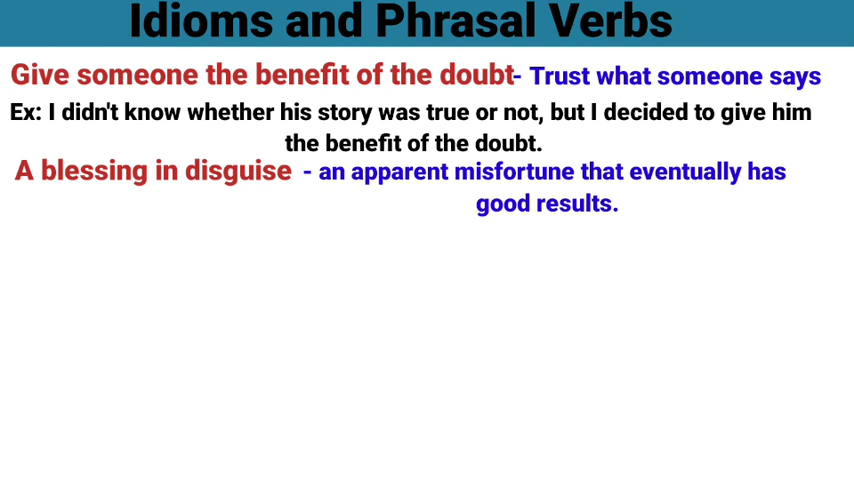 Idioms and Phrasal Verbs
Give someone the benefit of the doubt- Trust what someone says
Ex: I didn't know whether his story was true or not, but I decided to give him
the benefit of the doubt.
A blessing in disguise - an apparent misfortune that eventually has
good results.